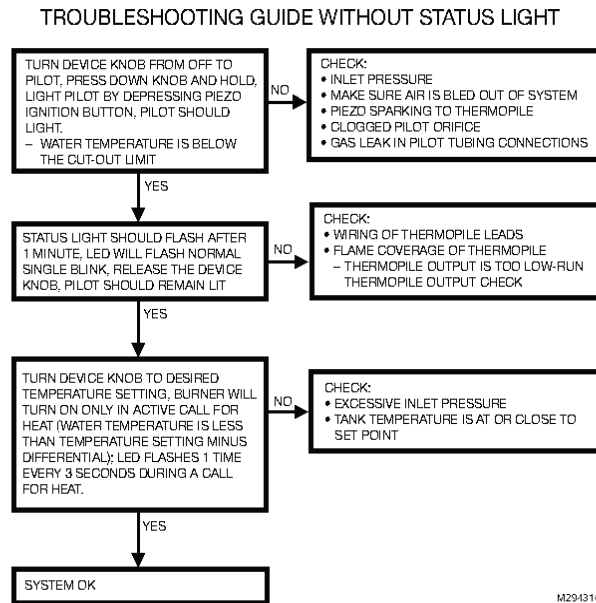 TROUBLESHOOTING GUIDE WITHOUT STATUS LIGHT
TURN DEVICE KNOB FROM OFF TO
PILOT, PRESS DOWN KNOB AND HOLD,
LIGHT PILOT BY DEPRESSING PIEZO
IGNITION BUTTON, PILOT SHOULD
LIGHT.
– WATER TEMPERATURE IS BELOW
THE CUT-OUT LIMIT
NO
CHECK:
• INLET PRESSURE
• MAKE SURE AIR IS BLED OUT OF SYSTEM
• PIEZO SPARKING TO THERMOPILE
• CLOGGED PILOT ORIFICE
• GAS LEAK IN PILOT TUBING CONNECTIONS
YES
STATUS LIGHT SHOULD FLASH AFTER
1 MINUTE, LED WILL FLASH NORMAL
SINGLE BLINK, RELEASE THE DEVICE
KNOB, PILOT SHOULD REMAIN LIT
NO
CHECK:
• WIRING OF THERMOPILE LEADS
• FLAME COVERAGE OF THERMOPILE
– THERMOPILE OUTPUT IS TOO LOW-RUN
THERMOPILE OUTPUT CHECK
YES
TURN DEVICE KNOB TO DESIRED
TEMPERATURE SETTING, BURNER WILL
TURN ON ONLY IN ACTIVE CALL FOR
HEAT (WATER TEMPERATURE IS LESS
THAN TEMPERATURE SETTING MINUS
DIFFERENTIAL); LED FLASHES 1 TIME
EVERY 3 SECONDS DURING A CALL
FOR HEAT.
NO
CHECK:
• EXCESSIVE INLET PRESSURE
• TANK TEMPERATURE IS AT OR CLOSE TO
SET POINT
YES
SYSTEM OK